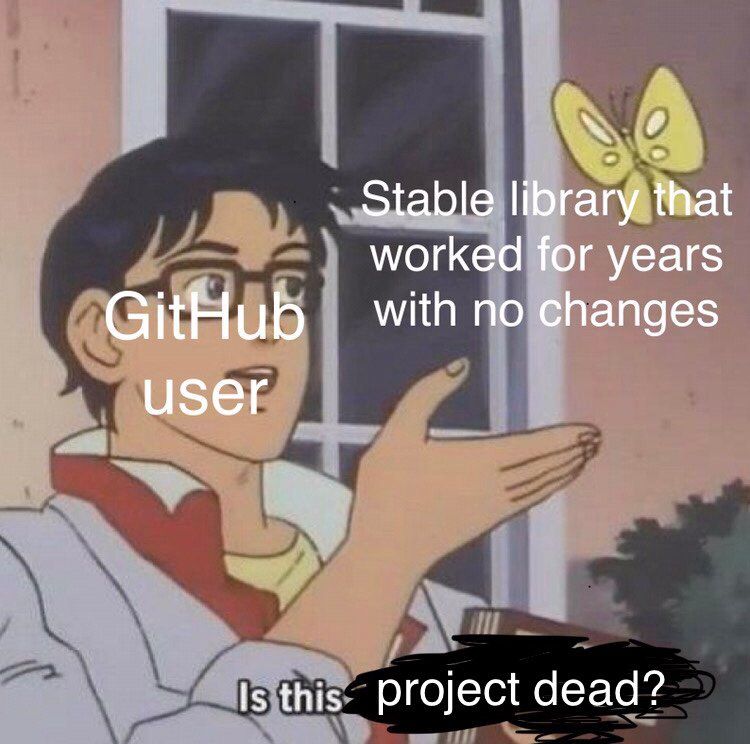 Stable library that
worked for years
with no changes
GitHub
user
Is this project dead?